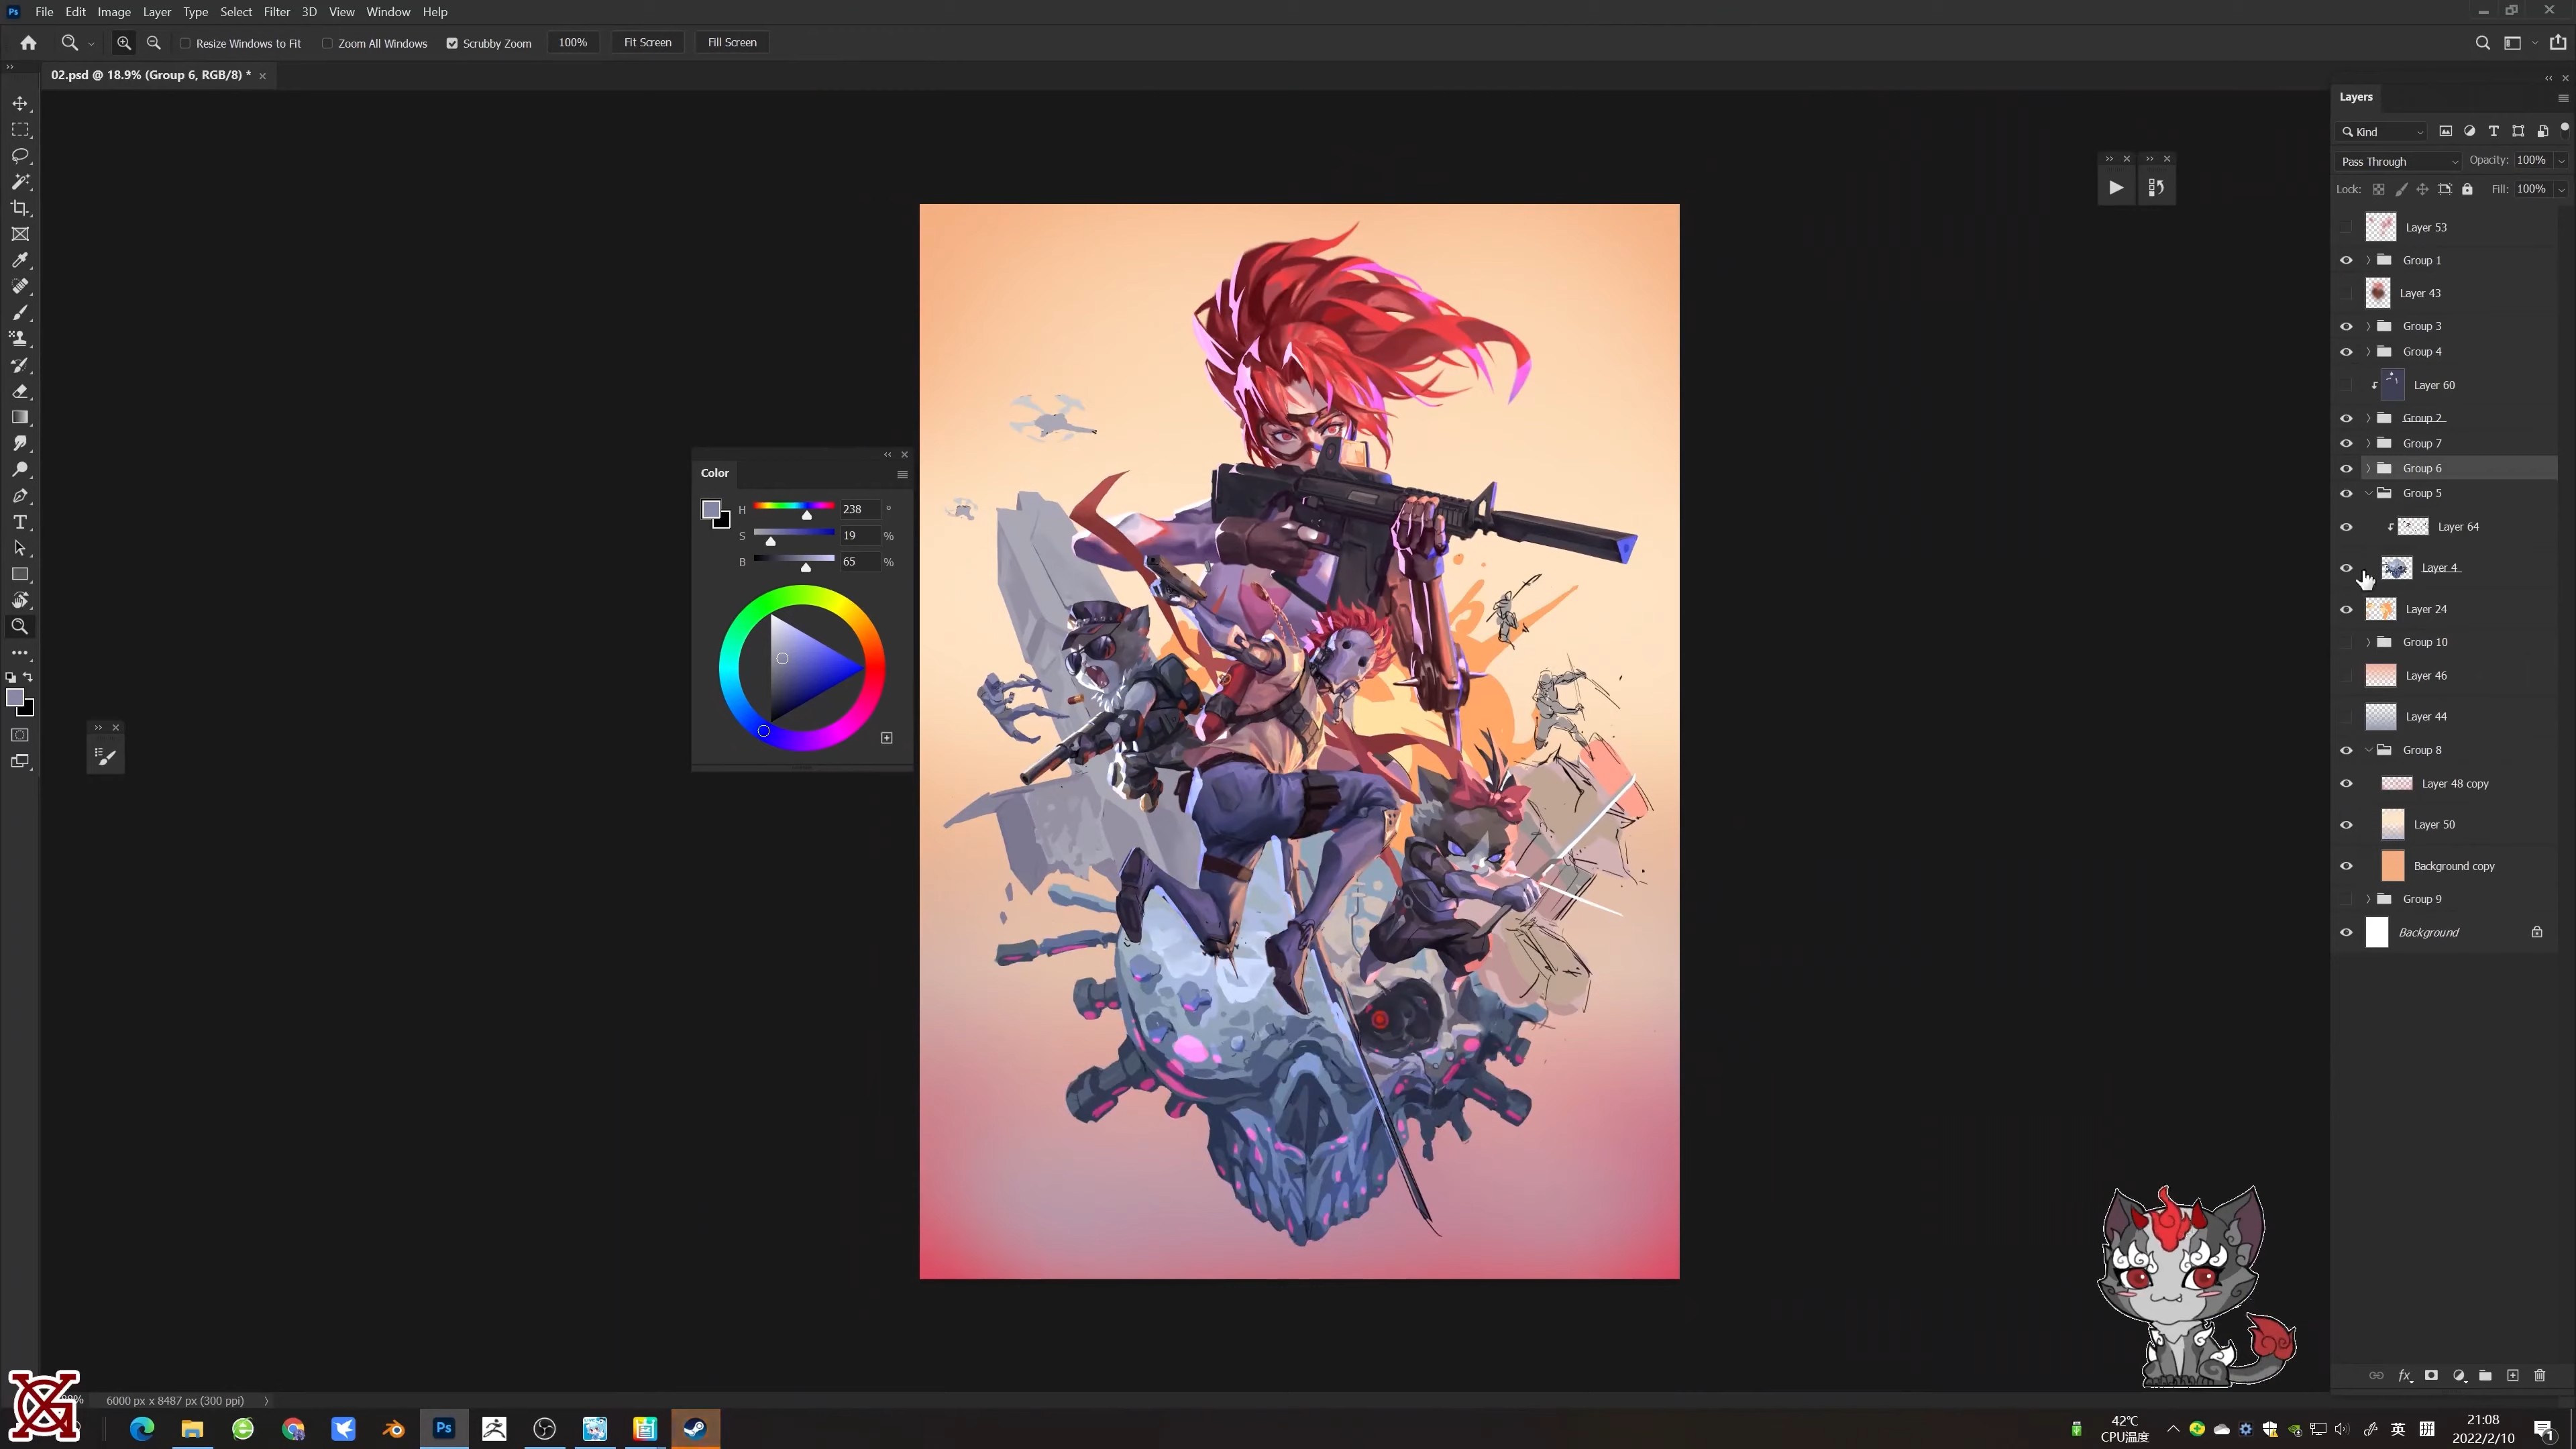 Ps File Edit Image Layer Type Select Filter 3D View Window Help
Resize Windows to Fit Zoom All Windows Scrubby Zoom 100% Fit Screen Fill Screen
02.psd @ 18.9% (Group 6, RGB/8) *
Layers
Kind
Pass Through Opacity: 100%
Lock: Fill: 100%
Layer 53
Group 1
Layer 43
Group 3
Group 4
Layer 60
Group 2
Group 7
Group 6
Group 5
Layer 64
Layer 4
Layer 24
Group 10
Layer 46
Layer 44
Group 8
Layer 48 copy
Layer 50
Background copy
Group 9
Background
fx
Color
H 238 °
S 19 %
B 65 %
6000 px x 8487 px (300 ppi)
Ps
42℃
CPU温度
英
拼
21:08
2022/2/10
1